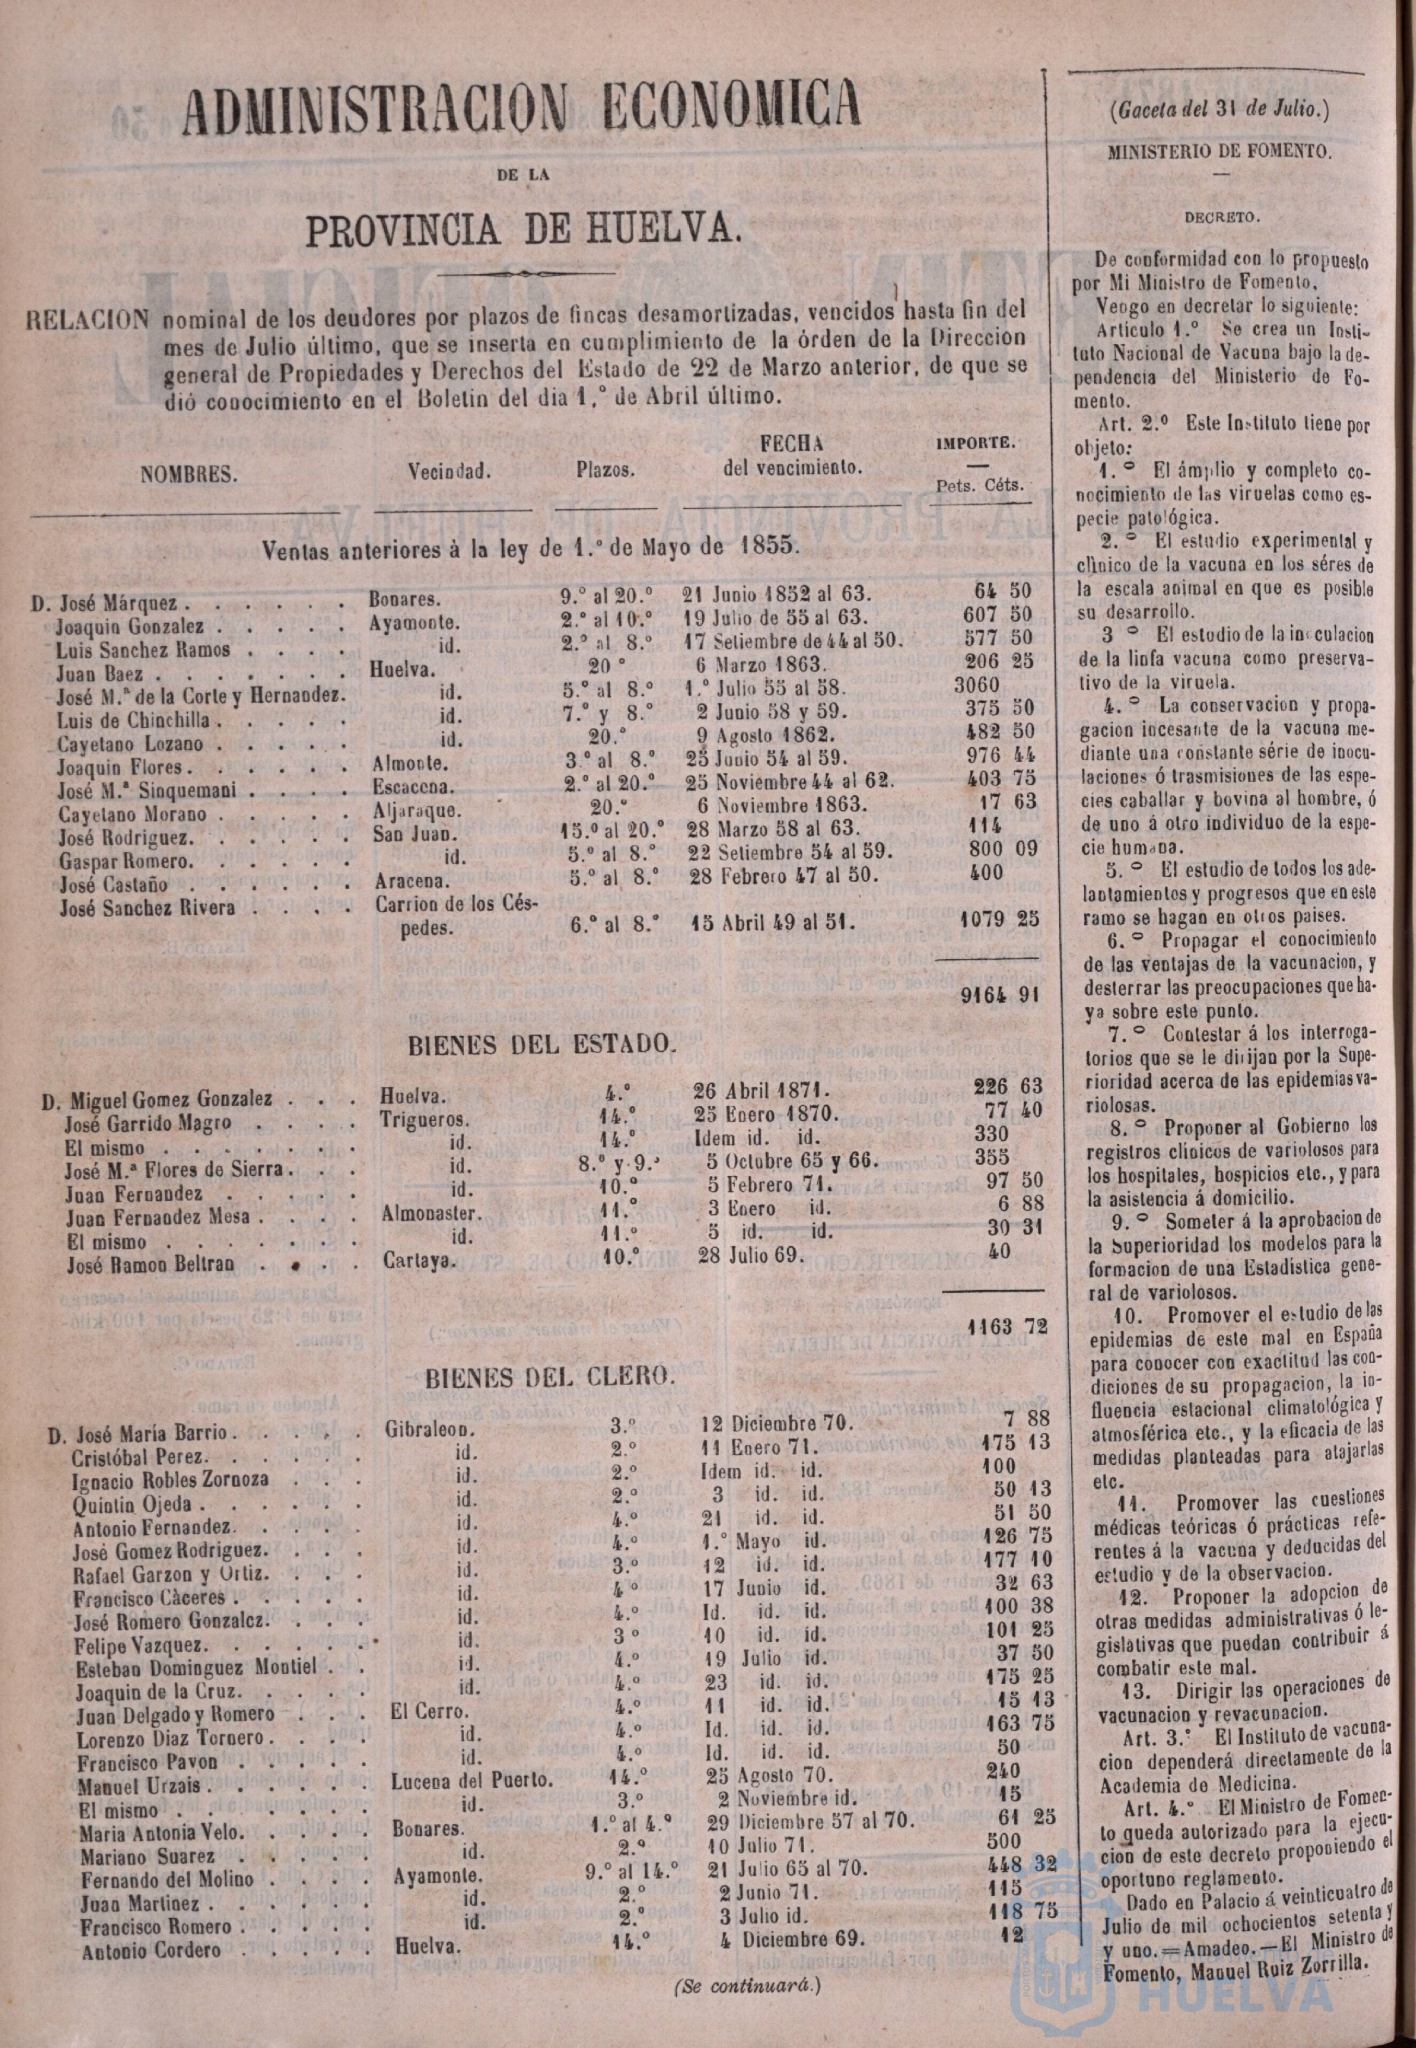 ADMINISTRACION ECONOMICA
DE LA
PROVINCIA DE HUELVA.
RELACION nominal de los deudores por plazos de fincas desamortizadas, vencidos hasta fin del
mes de Julio último, que se inserta en cumplimiento de la órden de la Direccion
general de Propiedades y Derechos del Estado de 22 de Marzo anterior, de que se
dió conocimiento en el Boletin del dia 1.º de Abril último.
NOMBRES. Vecindad. Plazos. FECHA del vencimiento. IMPORTE. Pets. Céts.
Ventas anteriores à la ley de 1.º de Mayo de 1855.
D. José Márquez . . . . . . Bonares. 9.º al 20.º 21 Junio 1852 al 63. 64 50
Joaquin Gonzalez . . . . . Ayamonte. 2.º al 10.º 19 Julio de 55 al 63. 607 50
Luis Sanchez Ramos . . . . id. 2.º al 8.º 17 Setiembre de 44 al 50. 577 50
Juan Baez . . . . . . . Huelva. 20 º 6 Marzo 1863. 206 25
José M.ª de la Corte y Hernandez. id. 5.º al 8.º 1.º Julio 55 al 58. 3060
Luis de Chinchilla . . . . . id. 7.º y 8.º 2 Junio 58 y 59. 375 50
Cayetano Lozano . . . . . id. 20.º 9 Agosto 1862. 482 50
Joaquin Flores. . . . . . . Almonte. 3.º al 8.º 25 Junio 54 al 59. 976 44
José M.ª Sinquemani . . . . Escacena. 2.º al 20.º 25 Noviembre 44 al 62. 403 75
Cayetano Morano . . . . . Aljaraque. 20.º 6 Noviembre 1863. 17 63
José Rodriguez. . . . . . San Juan. 15.º al 20.º 28 Marzo 58 al 63. 114
Gaspar Romero. . . . . . id. 5.º al 8.º 22 Setiembre 54 al 59. 800 09
José Castaño . . . . . . Aracena. 5.º al 8.º 28 Febrero 47 al 50. 400
José Sanchez Rivera . . . . Carrion de los Cés-
pedes. 6.º al 8.º 15 Abril 49 al 51. 1079 25
9164 91
BIENES DEL ESTADO.
D. Miguel Gomez Gonzalez . . . Huelva. 4.º 26 Abril 1871. 226 63
José Garrido Magro . . . . Trigueros. 14.º 25 Enero 1870. 77 40
El mismo . . . . . . . id. 14.º Idem id. id. 330
José M.ª Flores de Sierra . . . id. 8.º y 9.º 5 Octubre 65 y 66. 355
Juan Fernandez . . . . . id. 10.º 5 Febrero 71. 97 50
Juan Fernandez Mesa . . . . Almonaster. 11.º 3 Enero id. 6 88
El mismo . . . . . . . id. 11.º 5 id. id. 30 31
José Ramon Beltran . . . . Cartaya. 10.º 28 Julio 69. 40
1163 72
BIENES DEL CLERO.
D. José María Barrio . . . . . Gibraleon. 3.º 12 Diciembre 70. 7 88
Cristóbal Perez. . . . . . id. 2.º 11 Enero 71. 175 13
Ignacio Robles Zornoza . . . id. 2.º Idem id. id. 100
Quintin Ojeda . . . . . . id. 2.º 3 id. id. 50 13
Antonio Fernandez. . . . . id. 4.º 21 id. id. 51 50
José Gomez Rodriguez. . . . id. 4.º 1.º Mayo id. 126 75
Rafael Garzon y Ortiz. . . . id. 3.º 12 id. id. 177 10
Francisco Càceres . . . . . id. 4º 17 Junio id. 32 63
José Romero Gonzalez. . . . id. 4.º Id. id. id. 100 38
Felipe Vazquez. . . . . . id. 3º 10 id. id. 101 25
Esteban Dominguez Montiel . . id. 4.º 19 Julio id. 37 50
Joaquin de la Cruz. . . . . id. 4.º 23 id. id. 175 25
Juan Delgado y Romero . . . El Cerro. 4.º 11 id. id. 15 13
Lorenzo Diaz Tornero . . . . id. 4.º Id. id. id. 163 75
Francisco Pavon . . . . . id. 4.º Id. id. id. 50
Manuel Urzais . . . . . . Lucena del Puerto. 14.º 25 Agosto 70. 240
El mismo . . . . . . . id. 3.º 2 Noviembre id. 15
Maria Antonia Velo. . . . . Bonares. 1.º al 4.º 29 Diciembre 57 al 70. 61 25
Mariano Suarez . . . . . id. 2.º 10 Julio 71. 500
Fernando del Molino . . . . Ayamonte. 9.º al 14.º 21 Julio 65 al 70. 448 32
Juan Martinez . . . . . . id. 2.º 2 Junio 71. 115
Francisco Romero . . . . . id. 2.º 3 Julio id. 118 75
Antonio Cordero . . . . . Huelva. 14.º 4 Diciembre 69. 12
(Se continuará.)
(Gaceta del 31 de Julio.)
MINISTERIO DE FOMENTO.
DECRETO.
De conformidad con lo propuesto
por Mi Ministro de Fomento,
Vengo en decretar lo siguiente:
Artículo 1.º Se crea un Insti-
tuto Nacional de Vacuna bajo la de-
pendencia del Ministerio de Fo-
mento.
Art. 2.º Este Instituto tiene por
objeto:
1.º El ámplio y completo co-
nocimiento de las viruelas como es-
pecie patológica.
2.º El estudio experimental y
clínico de la vacuna en los séres de
la escala animal en que es posible
su desarrollo.
3 º El estudio de la inoculacion
de la linfa vacuna como preserva-
tivo de la viruela.
4.º La conservacion y propa-
gacion incesante de la vacuna me-
diante una constante série de inocu-
laciones ó trasmisiones de las espe-
cies caballar y bovina al hombre, ó
de uno á otro individuo de la espe-
cie humana.
5.º El estudio de todos los ade-
lantamientos y progresos que en este
ramo se hagan en otros paises.
6.º Propagar el conocimiento
de las ventajas de la vacunacion, y
desterrar las preocupaciones que ha-
ya sobre este punto.
7.º Contestar á los interroga-
torios que se le dirijan por la Supe-
rioridad acerca de las epidemias va-
riolosas.
8.º Proponer al Gobierno los
registros clínicos de variolosos para
los hospitales, hospicios etc., y para
la asistencia á domicilio.
9.º Someter á la aprobacion de
la Superioridad los modelos para la
formacion de una Estadística gene-
ral de variolosos.
10. Promover el estudio de las
epidemias de este mal en España
para conocer con exactitud las con-
diciones de su propagacion, la in-
fluencia estacional climatológica y
atmosférica etc., y la eficacia de las
medidas planteadas para atajarlas
etc.
11. Promover las cuestiones
médicas teóricas ó prácticas refe-
rentes á la vacuna y deducidas del
estudio y de la observacion.
12. Proponer la adopcion de
otras medidas administrativas ó le-
gislativas que puedan contribuir á
combatir este mal.
13. Dirigir las operaciones de
vacunacion y revacunacion.
Art. 3.º El Instituto de vacuna-
cion dependerá directamente de la
Academia de Medicina.
Art. 4.º El Ministro de Fomen-
to queda autorizado para la ejecu-
cion de este decreto proponiendo el
oportuno reglamento.
Dado en Palacio á veinticuatro de
Julio de mil ochocientos setenta y
y uno.=Amadeo.—El Ministro de
Fomento, Manuel Ruiz Zorrilla.
HUELVA